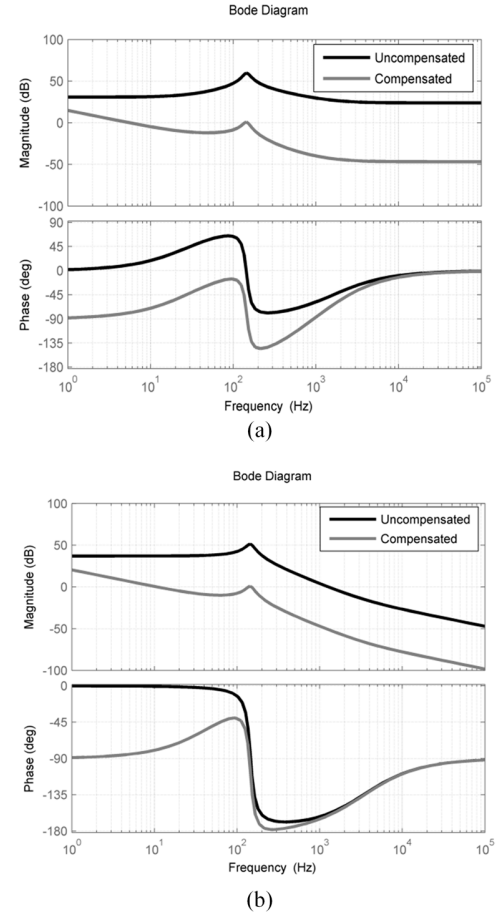 Bode Diagram
Uncompensated
Compensated
Magnitude (dB)
100
50
0
-50
-100
Phase (deg)
90
45
0
-45
-90
-135
-180
10^0 10^1 10^2 10^3 10^4 10^5
Frequency (Hz)
(a)
Bode Diagram
Uncompensated
Compensated
Magnitude (dB)
100
50
0
-50
-100
Phase (deg)
0
-45
-90
-135
-180
10^0 10^1 10^2 10^3 10^4 10^5
Frequency (Hz)
(b)